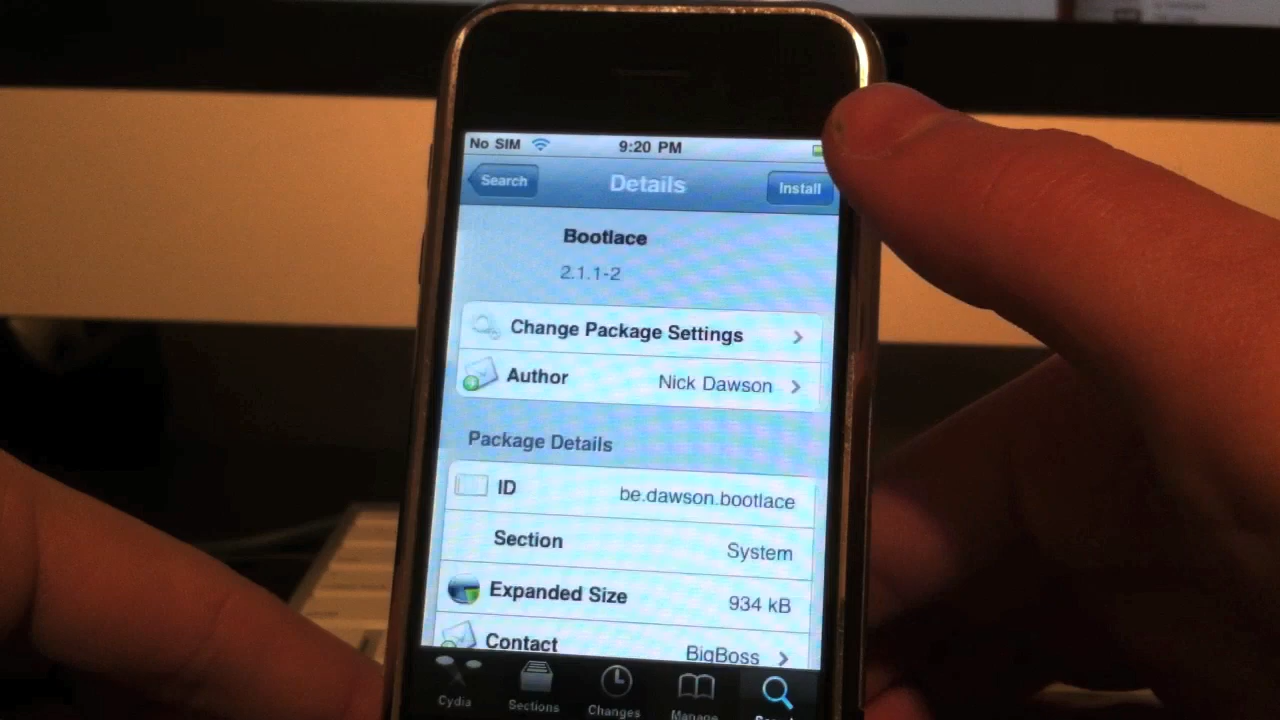 No SIM 9:20 PM
Search Details Install
Bootlace
2.1.1-2
Change Package Settings
Author Nick Dawson
Package Details
ID be.dawson.bootlace
Section System
Expanded Size 934 kB
Contact BigBoss
Cydia Sections Changes Manage